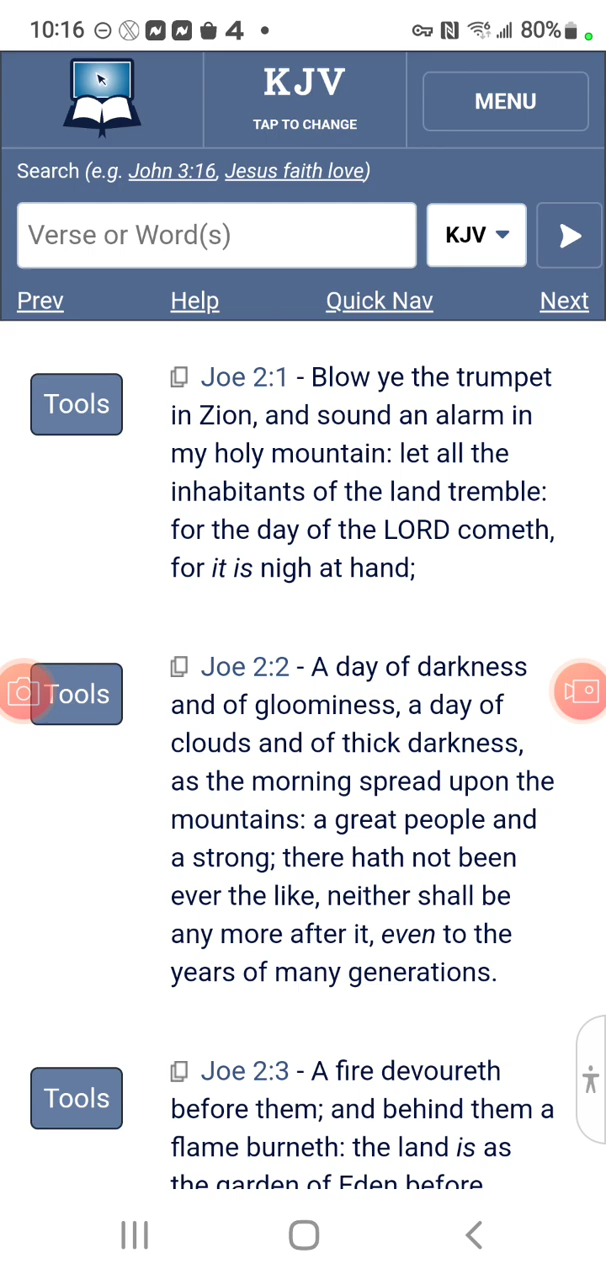 10:16 4 80%
KJV
TAP TO CHANGE
MENU
Search (e.g. John 3:16, Jesus faith love)
Verse or Word(s)
KJV
Prev Help Quick Nav Next
Tools
Joe 2:1 - Blow ye the trumpet
in Zion, and sound an alarm in
my holy mountain: let all the
inhabitants of the land tremble:
for the day of the LORD cometh,
for it is nigh at hand;
Tools
Joe 2:2 - A day of darkness
and of gloominess, a day of
clouds and of thick darkness,
as the morning spread upon the
mountains: a great people and
a strong; there hath not been
ever the like, neither shall be
any more after it, even to the
years of many generations.
Tools
Joe 2:3 - A fire devoureth
before them; and behind them a
flame burneth: the land is as
the garden of Eden before